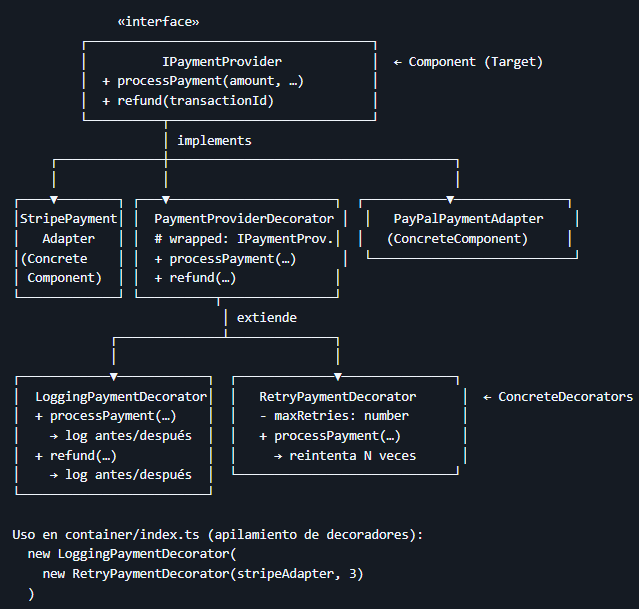 «interface»
IPaymentProvider ← Component (Target)
+ processPayment(amount, …)
+ refund(transactionId)
implements
StripePayment PaymentProviderDecorator PayPalPaymentAdapter
Adapter # wrapped: IPaymentProv. (ConcreteComponent)
(Concrete + processPayment(…)
Component) + refund(…)
extiende
LoggingPaymentDecorator RetryPaymentDecorator ← ConcreteDecorators
+ processPayment(…) - maxRetries: number
→ log antes/después + processPayment(…)
+ refund(…) → reintenta N veces
→ log antes/después
Uso en container/index.ts (apilamiento de decoradores):
new LoggingPaymentDecorator(
new RetryPaymentDecorator(stripeAdapter, 3)
)